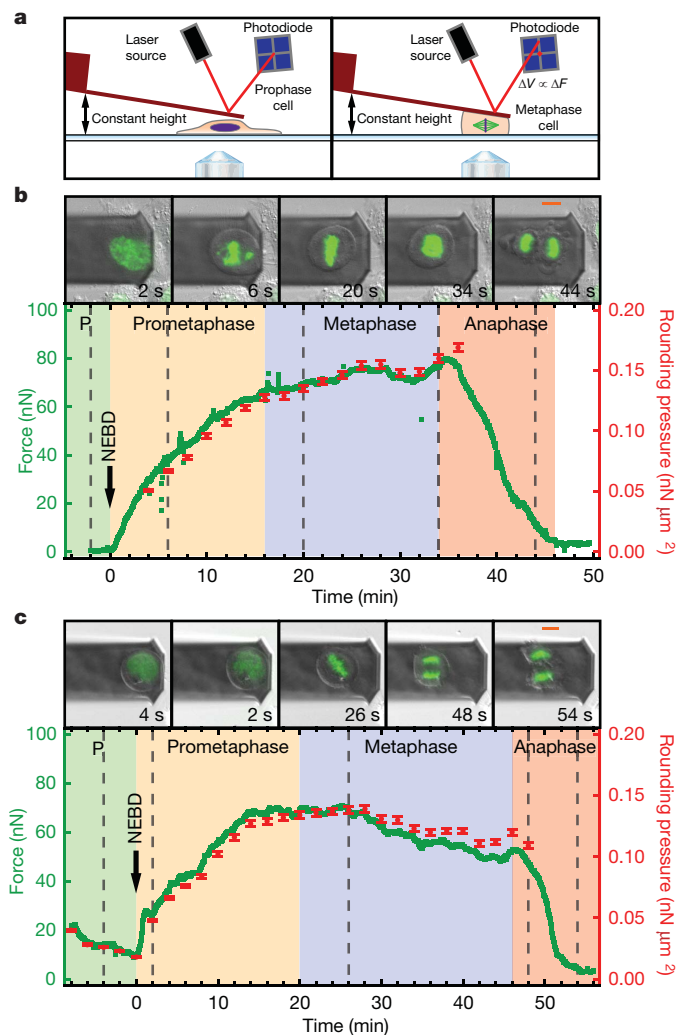 a
Laser source
Photodiode
Prophase cell
Constant height
Laser source
Photodiode
ΔV ∝ ΔF
Metaphase cell
Constant height
b
2 s
6 s
20 s
34 s
44 s
100
80
60
40
20
0
Force (nN)
P
Prometaphase
Metaphase
Anaphase
NEBD
0.20
0.15
0.10
0.05
0.00
Rounding pressure (nN μm²)
0
10
20
30
40
50
Time (min)
c
4 s
2 s
26 s
48 s
54 s
100
80
60
40
20
0
Force (nN)
P
Prometaphase
Metaphase
Anaphase
NEBD
0.20
0.15
0.10
0.05
0.00
Rounding pressure (nN μm²)
0
10
20
30
40
50
Time (min)